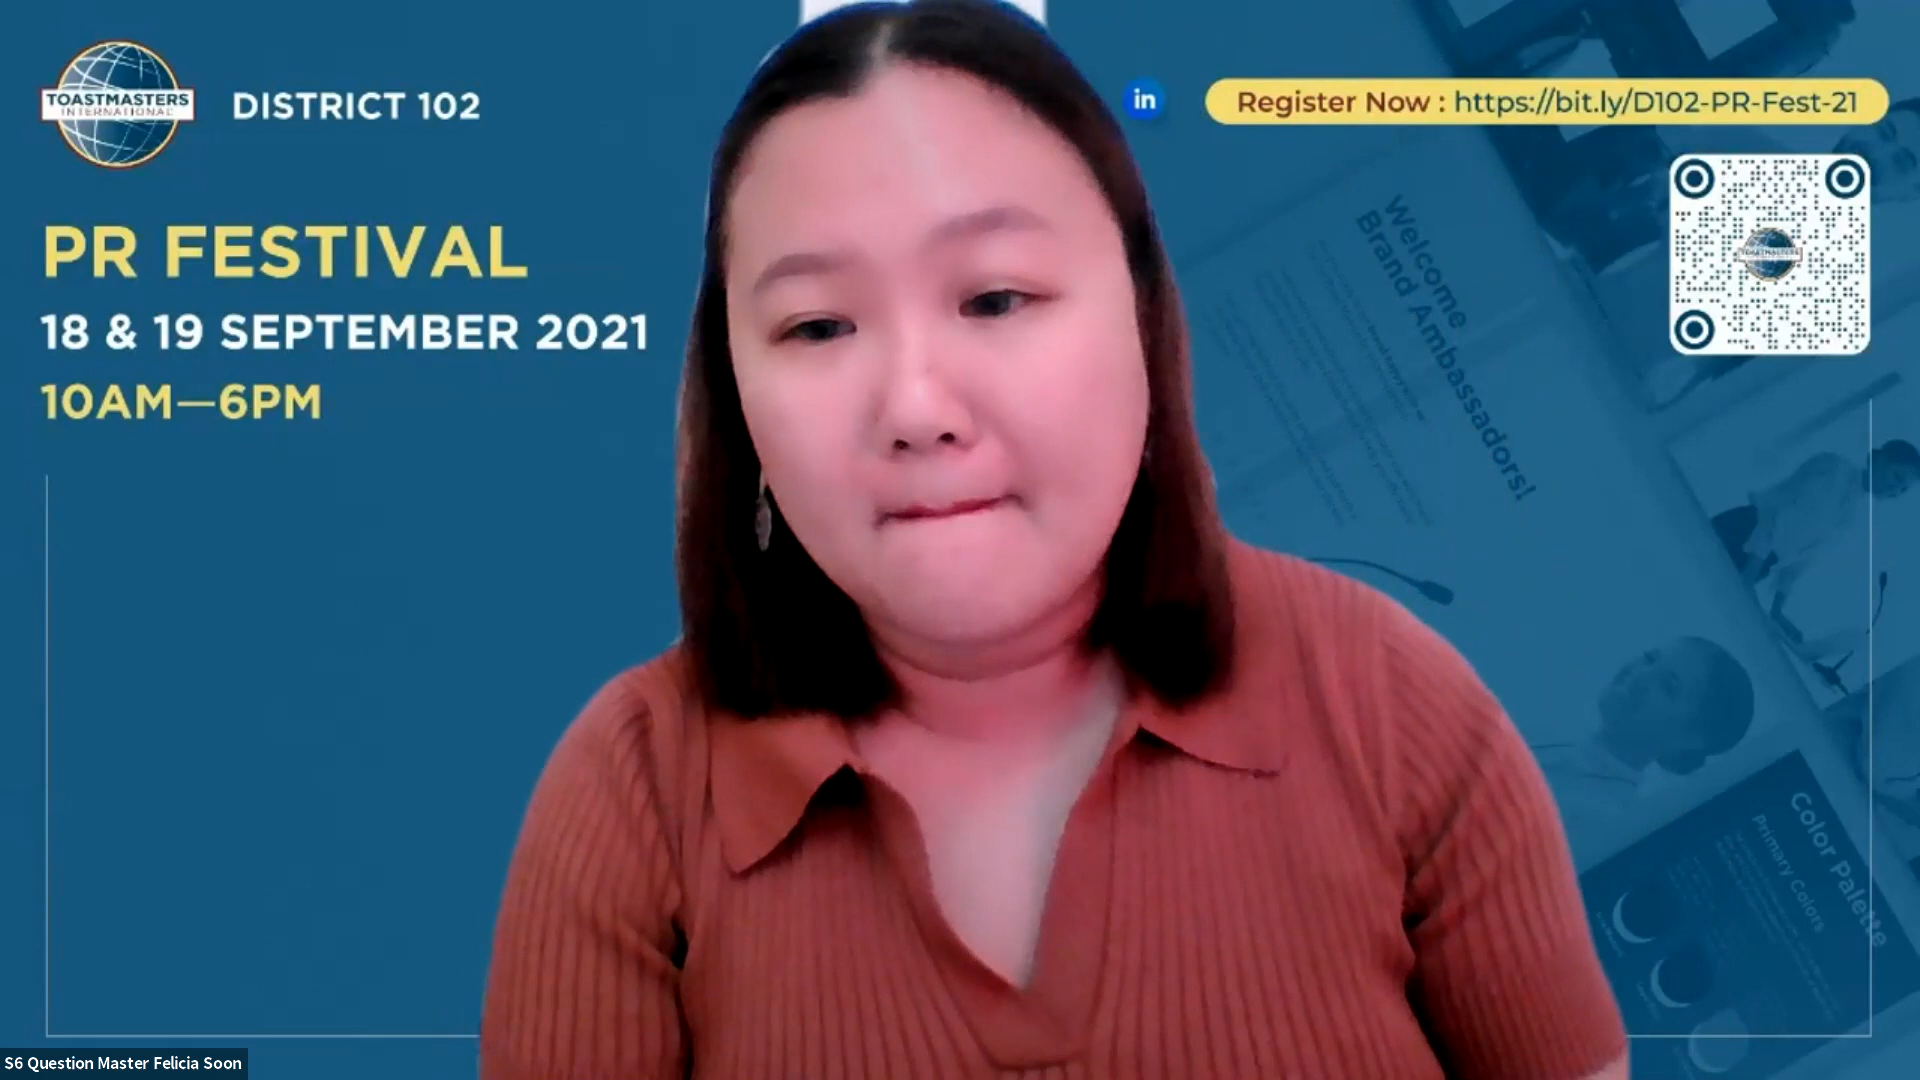 TOASTMASTERS
INTERNATIONAL
DISTRICT 102
in
Register Now : https://bit.ly/D102-PR-Fest-21
PR FESTIVAL
18 & 19 SEPTEMBER 2021
10AM—6PM
TOASTMASTERS
Welcome
Brand Ambassadors!
Color Palette
Primary Colors
S6 Question Master Felicia Soon